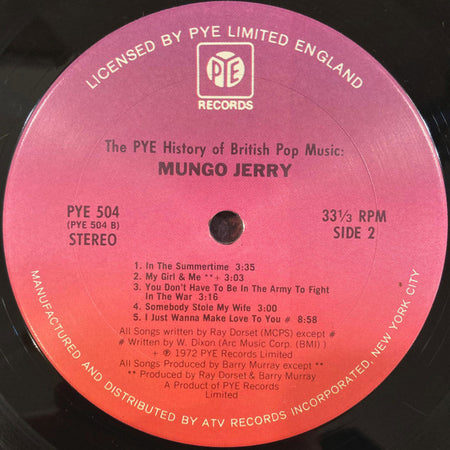 LICENSED BY PYE LIMITED ENGLAND
PYE
RECORDS
The PYE History of British Pop Music:
MUNGO JERRY
PYE 504
(PYE 504 B)
STEREO
33⅓ RPM
SIDE 2
1. In The Summertime 3:35
2. My Girl & Me **+ 3:03
3. You Don't Have To Be In The Army To Fight
In The War 3:16
4. Somebody Stole My Wife 3:00
5. I Just Wanna Make Love To You # 8:58
All Songs written by Ray Dorset (MCPS) except #
# Written by W. Dixon (Arc Music Corp. (BMI) )
+ ℗ 1972 PYE Records Limited
All Songs Produced by Barry Murray except **
** Produced by Ray Dorset & Barry Murray
A Product of PYE Records
Limited
MANUFACTURED AND DISTRIBUTED BY ATV RECORDS INCORPORATED, NEW YORK CITY